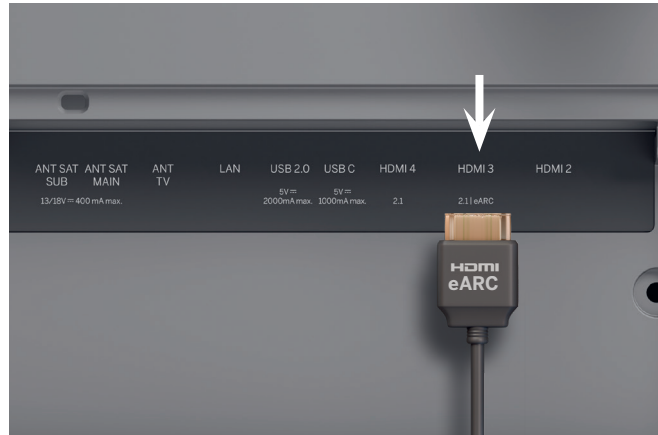 ANT SAT SUB
ANT SAT MAIN
13/18V⎓400 mA max.
ANT TV
LAN
USB 2.0
5V⎓
2000mA max.
USB C
5V⎓
1000mA max.
HDMI 4
2.1
HDMI 3
2.1 | eARC
HDMI 2
HDMI
eARC